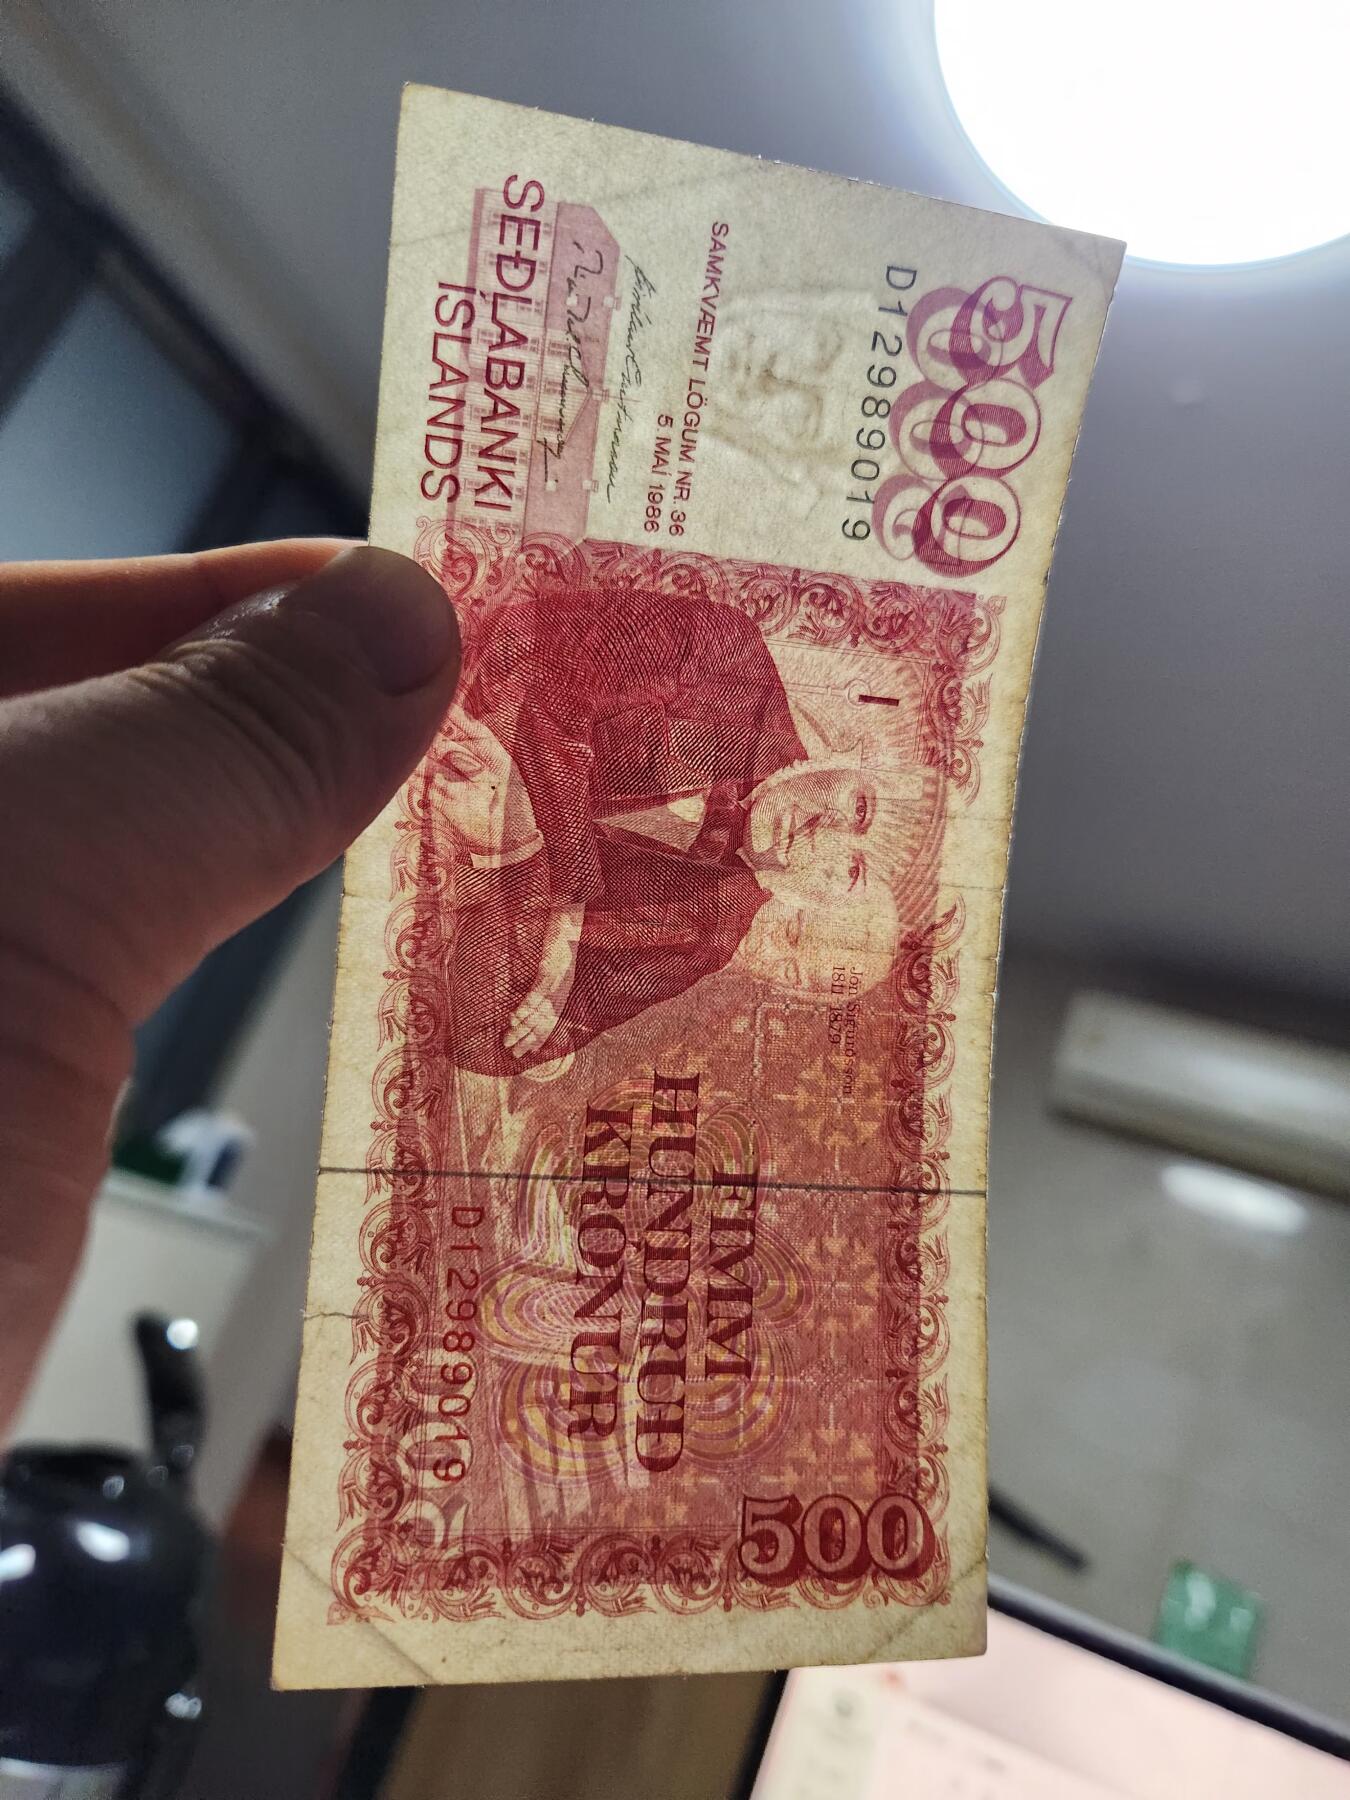 500
D12989019
SAMKVÆMT LÖGUM NR. 36
5. MAÍ 1986
SEÐLABANKI
ÍSLANDS
Jón Sigurðsson
1811-1879
FIMM
HUNDRUÐ
KRÓNUR
D12989019
500